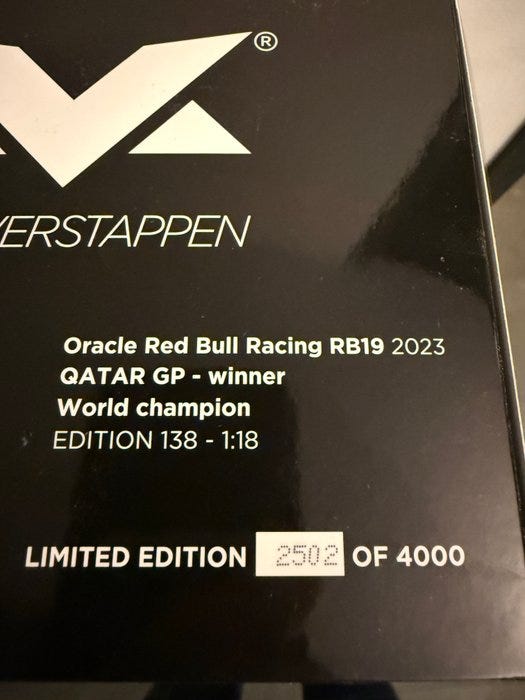 ®
VERSTAPPEN
Oracle Red Bull Racing RB19 2023
QATAR GP - winner
World champion
EDITION 138 - 1:18
LIMITED EDITION 2502 OF 4000